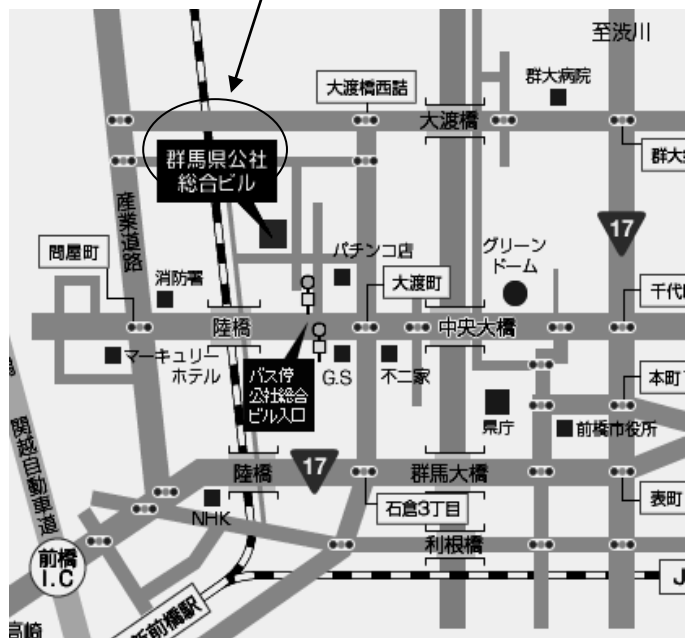 至渋川
群大病院
大渡橋西詰
大渡橋
群大
群馬県公社
総合ビル
産業道路
17
問屋町
消防署
パチンコ店
グリーン
ドーム
大渡町
千代
陸橋
中央大橋
マーキュリー
ホテル
バス停
公社総合
ビル入口
G.S
不二家
本町
県庁
前橋市役所
関越自動車道
陸橋
17
群馬大橋
NHK
石倉3丁目
表町
前橋
I.C
利根橋
J
新前橋駅
高崎